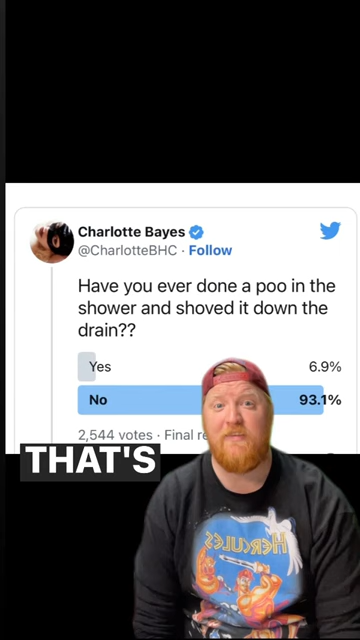 Charlotte Bayes
@CharlotteBHC · Follow
Have you ever done a poo in the
shower and shoved it down the
drain??
Yes 6.9%
No 93.1%
2,544 votes · Final re
THAT'S
HERCULES